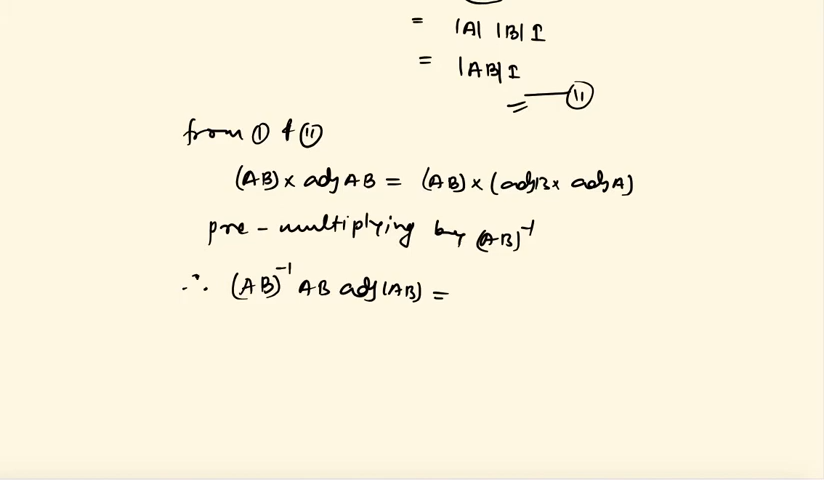 = |A| |B| I
= |AB| I
= — (II)
from (I) & (II)
(AB) x adj AB = (AB) x (adjB x adjA)
pre - multiplying by (AB)⁻¹
∴ (AB)⁻¹ AB adj(AB) =